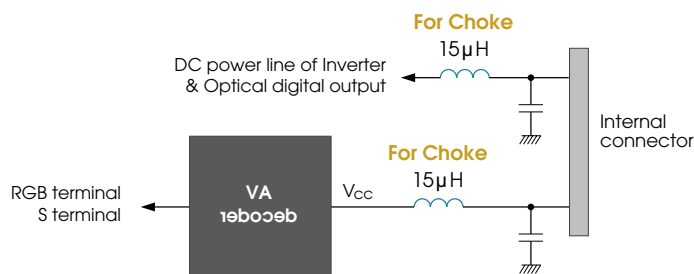 For Choke
15µH
DC power line of Inverter
& Optical digital output
Internal
connector
For Choke
15µH
AV
decoder
Vcc
RGB terminal
S terminal